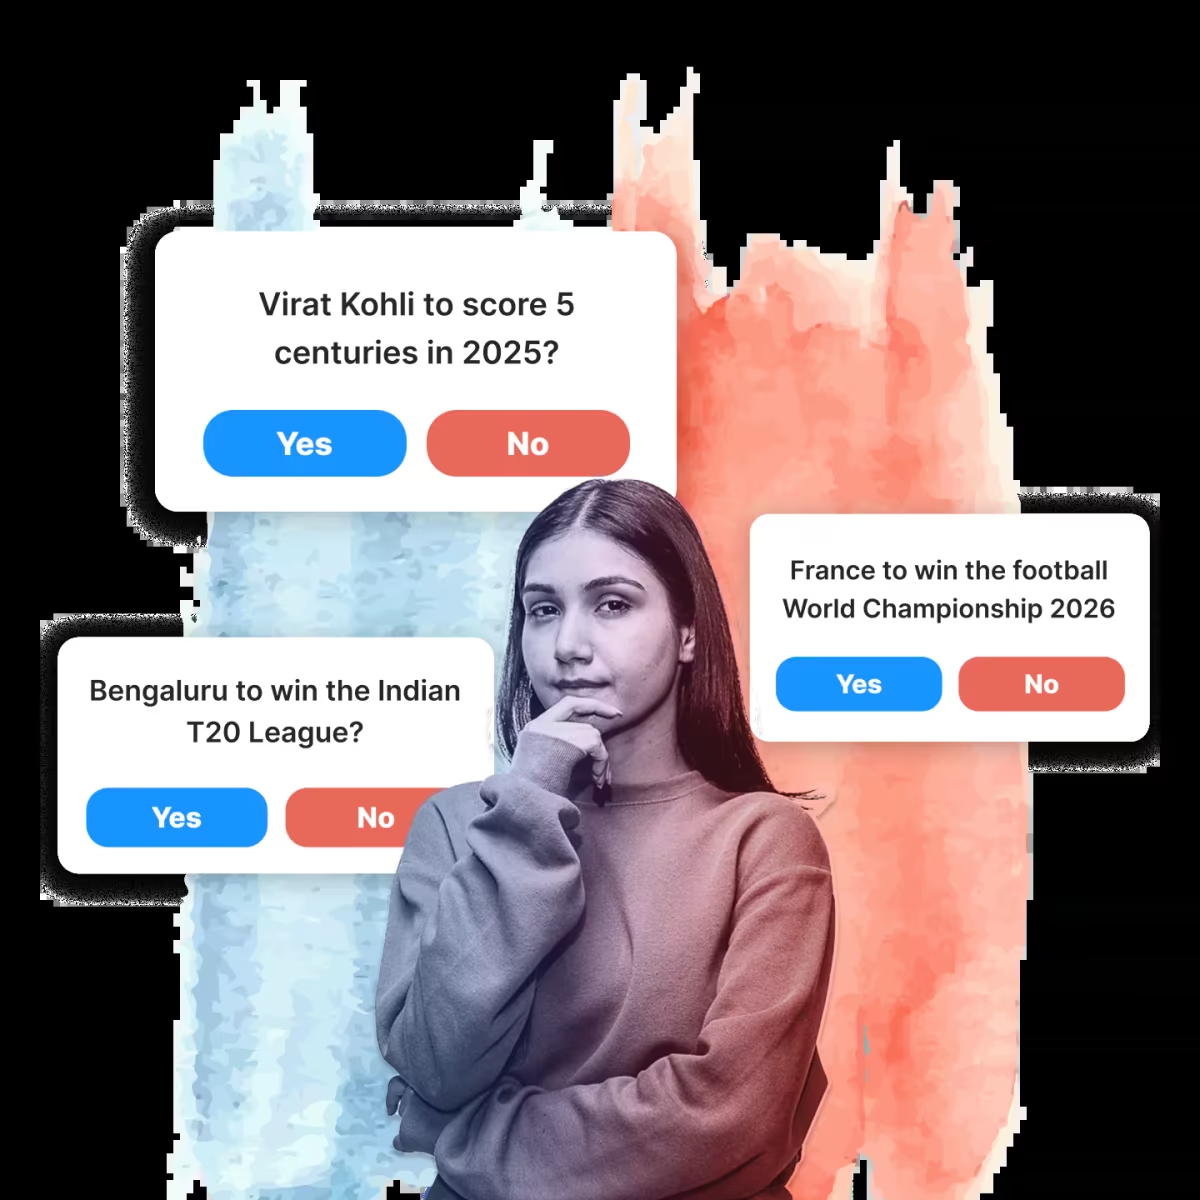 Virat Kohli to score 5
centuries in 2025?
Yes No
France to win the football
World Championship 2026
Yes No
Bengaluru to win the Indian
T20 League?
Yes No